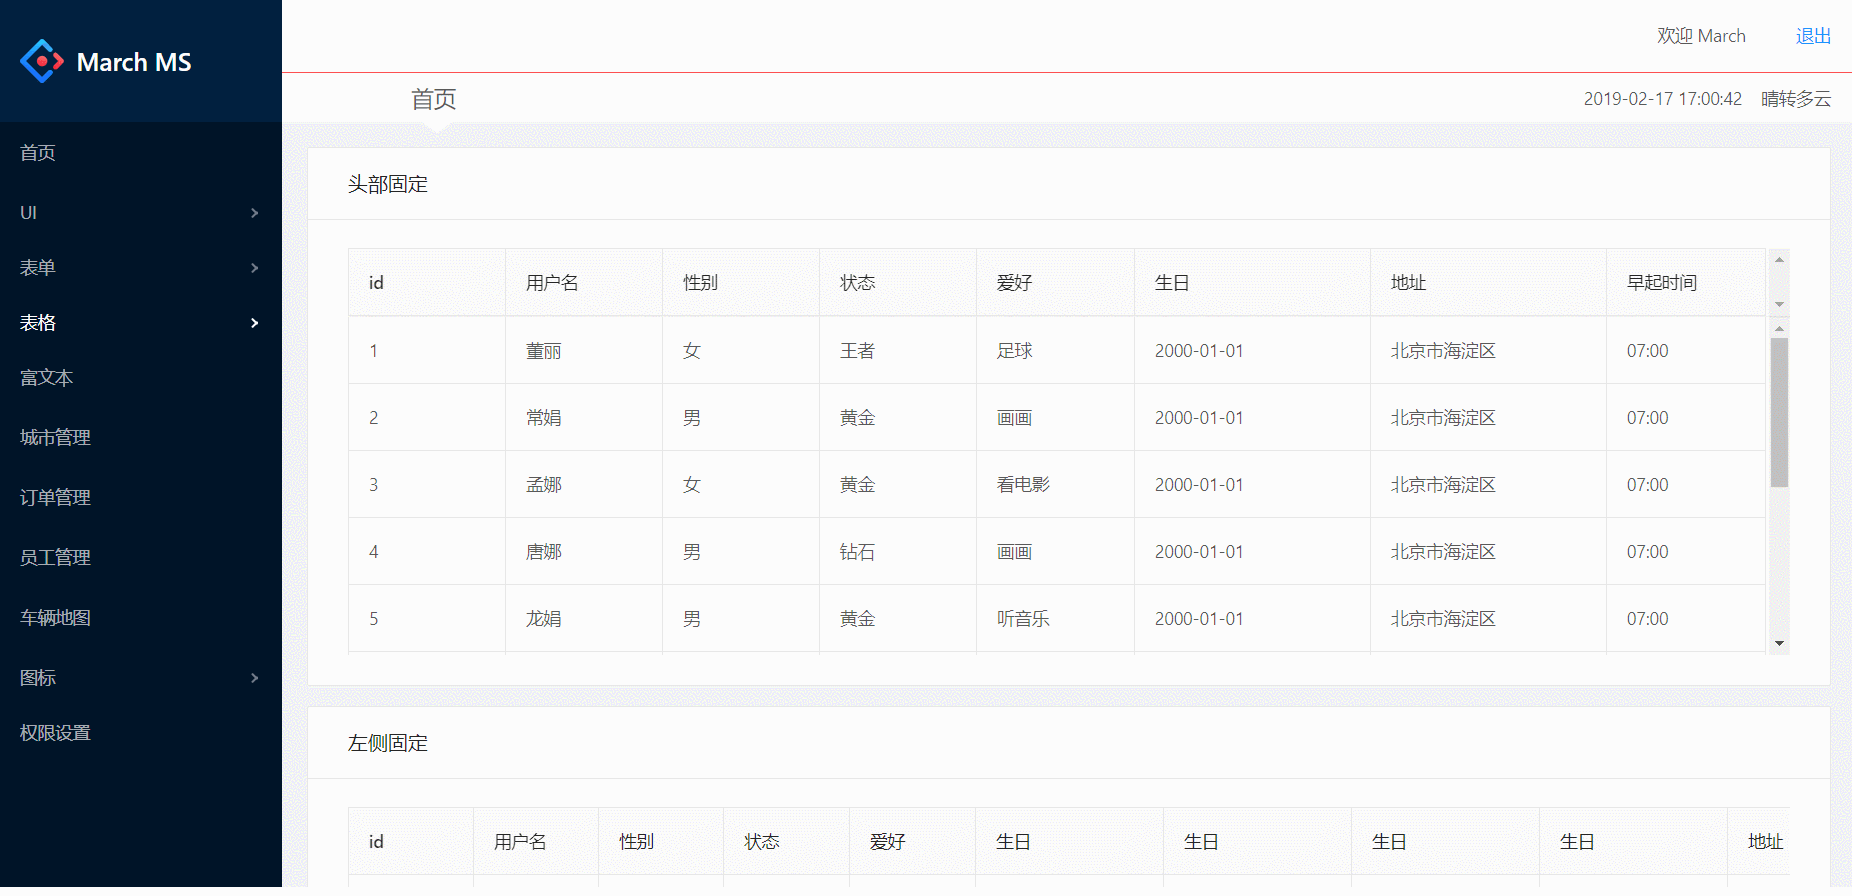 March MS
首页
UI
表单
表格
富文本
城市管理
订单管理
员工管理
车辆地图
图标
权限设置
欢迎 March 退出
首页 2019-02-17 17:00:42 晴转多云
头部固定
id 用户名 性别 状态 爱好 生日 地址 早起时间
1 董丽 女 王者 足球 2000-01-01 北京市海淀区 07:00
2 常娟 男 黄金 画画 2000-01-01 北京市海淀区 07:00
3 孟娜 女 黄金 看电影 2000-01-01 北京市海淀区 07:00
4 唐娜 男 钻石 画画 2000-01-01 北京市海淀区 07:00
5 龙娟 男 黄金 听音乐 2000-01-01 北京市海淀区 07:00
左侧固定
id 用户名 性别 状态 爱好 生日 生日 生日 生日 地址